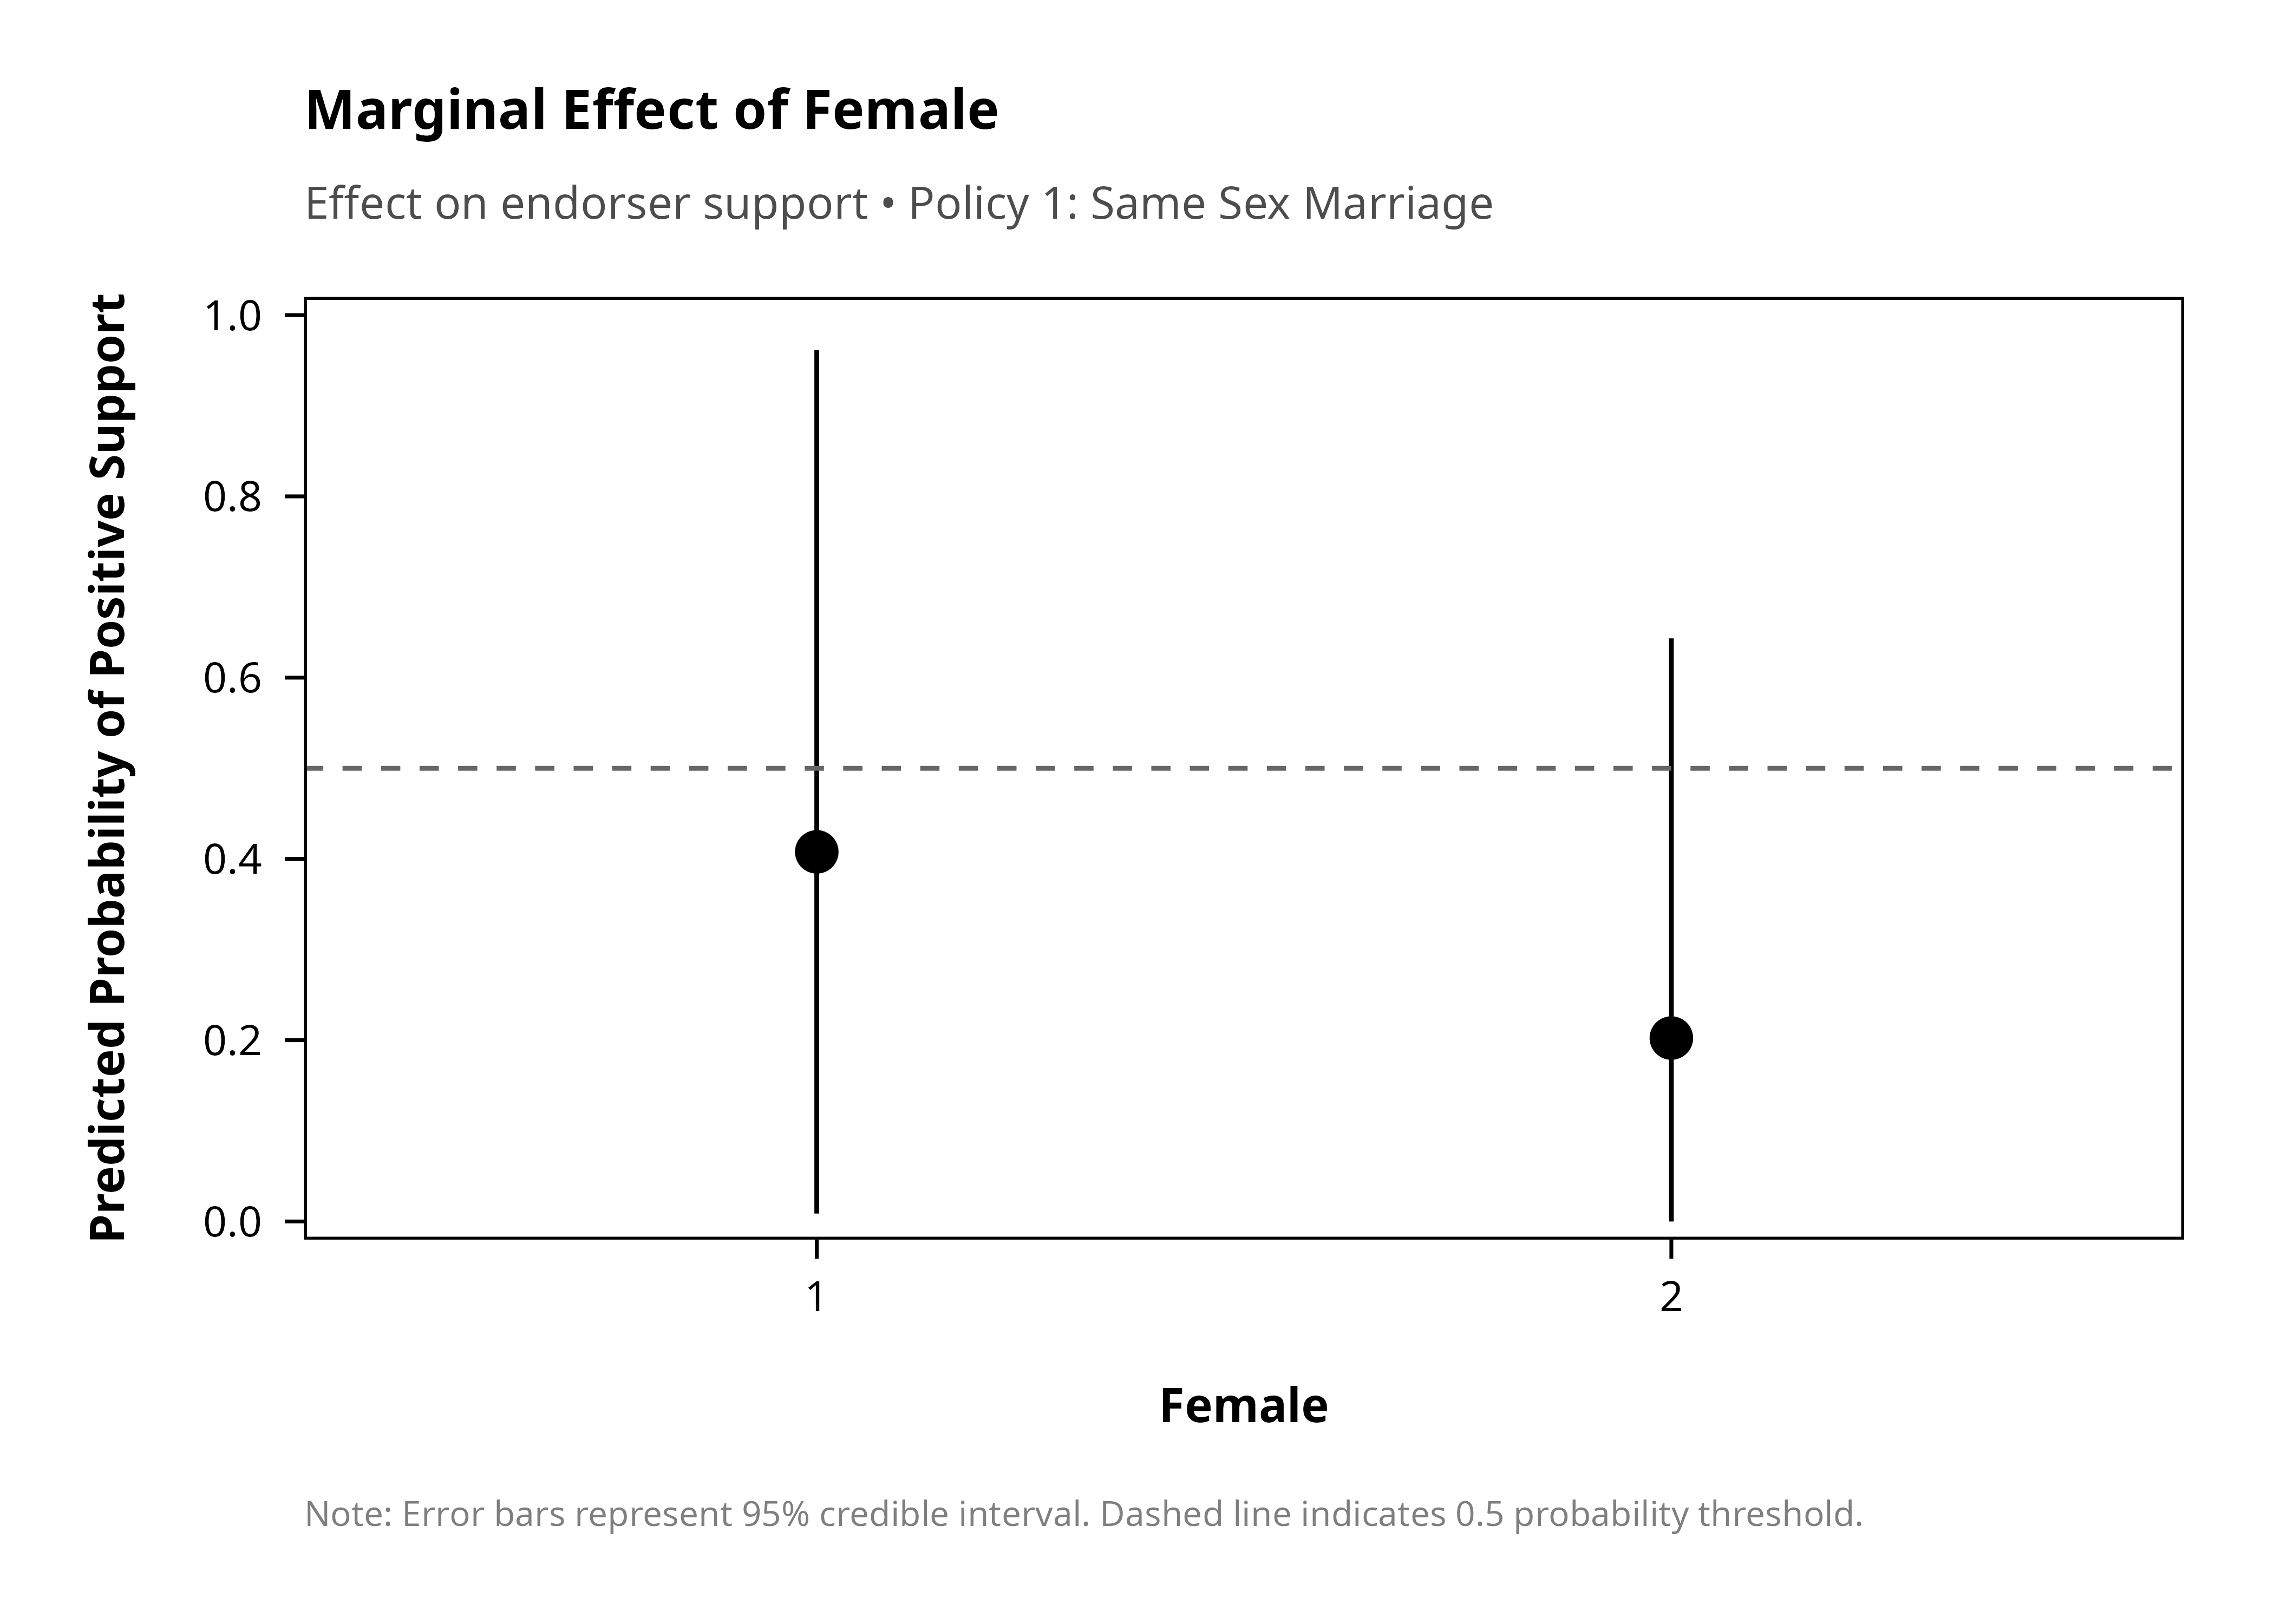 Marginal Effect of Female
Effect on endorser support • Policy 1: Same Sex Marriage
Predicted Probability of Positive Support
1.0
0.8
0.6
0.4
0.2
0.0
1
2
Female
Note: Error bars represent 95% credible interval. Dashed line indicates 0.5 probability threshold.